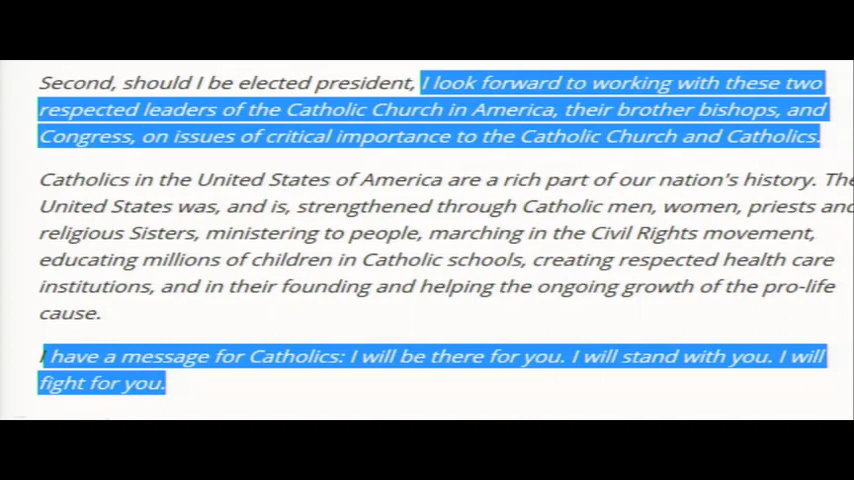 Second, should I be elected president, I look forward to working with these two
respected leaders of the Catholic Church in America, their brother bishops, and
Congress, on issues of critical importance to the Catholic Church and Catholics.
Catholics in the United States of America are a rich part of our nation's history. The
United States was, and is, strengthened through Catholic men, women, priests and
religious Sisters, ministering to people, marching in the Civil Rights movement,
educating millions of children in Catholic schools, creating respected health care
institutions, and in their founding and helping the ongoing growth of the pro-life
cause.
I have a message for Catholics: I will be there for you. I will stand with you. I will
fight for you.